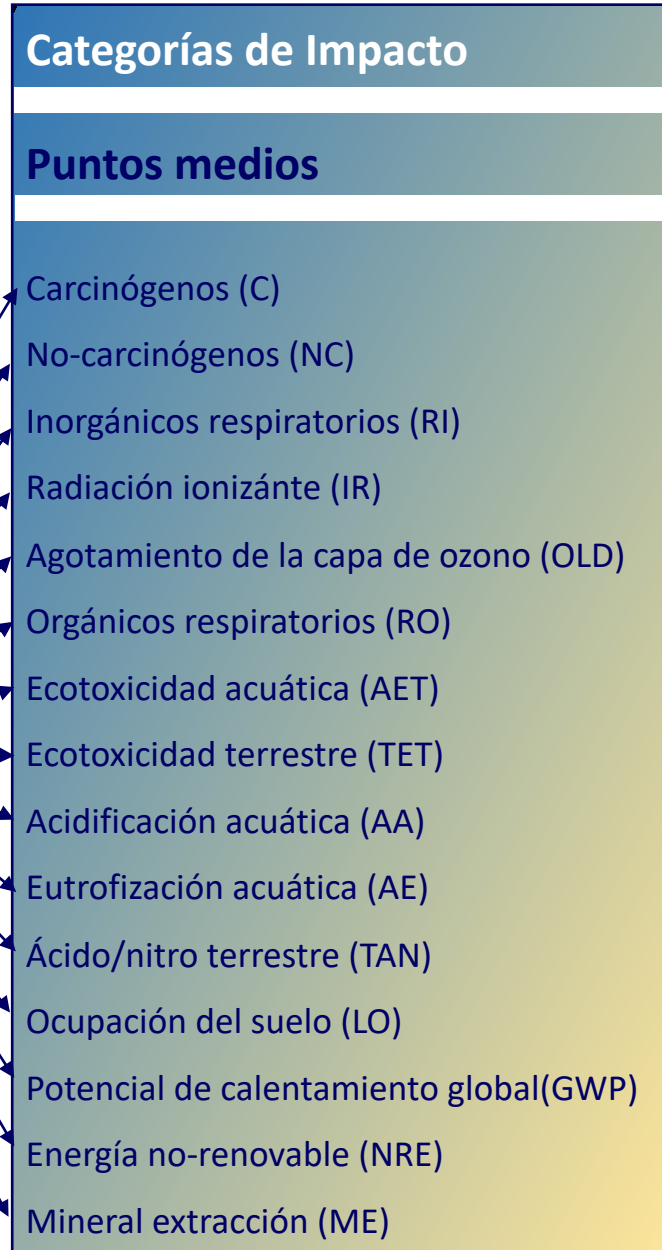 Categorías de Impacto
Puntos medios
Carcinógenos (C)
No-carcinógenos (NC)
Inorgánicos respiratorios (RI)
Radiación ionizánte (IR)
Agotamiento de la capa de ozono (OLD)
Orgánicos respiratorios (RO)
Ecotoxicidad acuática (AET)
Ecotoxicidad terrestre (TET)
Acidificación acuática (AA)
Eutrofización acuática (AE)
Ácido/nitro terrestre (TAN)
Ocupación del suelo (LO)
Potencial de calentamiento global(GWP)
Energía no-renovable (NRE)
Mineral extracción (ME)